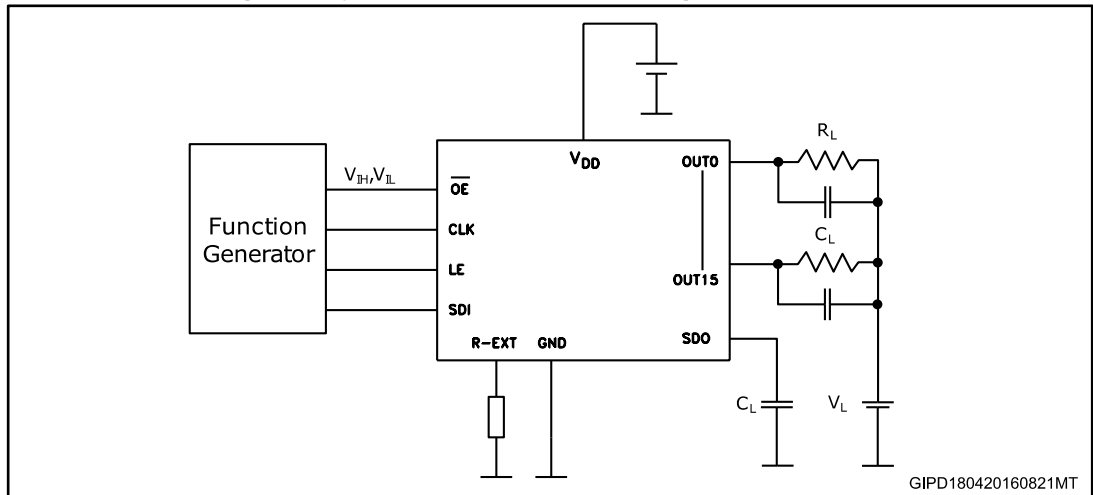 V_IH,V_IL
Function
Generator
OE
CLK
LE
SDI
V_DD
OUT0
OUT15
SDO
R-EXT GND
R_L
C_L
C_L
V_L
GIPD180420160821MT